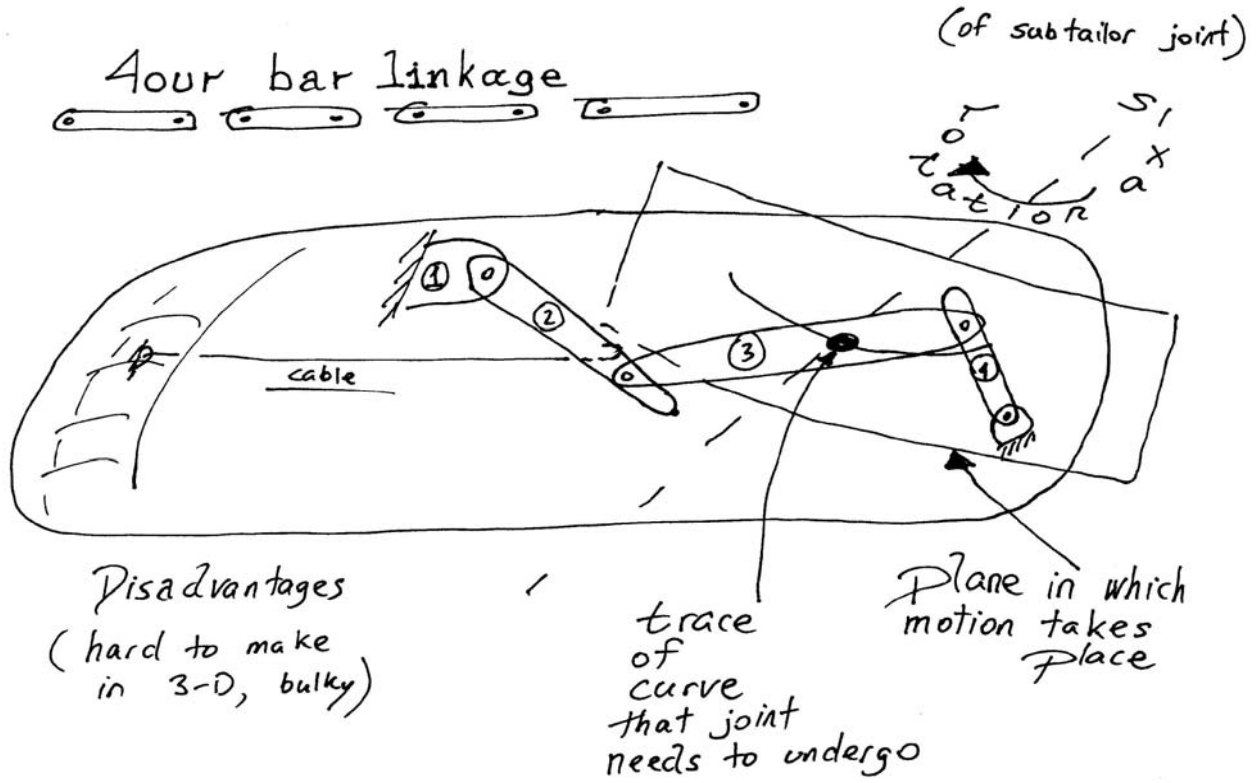 (of subtailor joint)
4our bar linkage
axis
rotation
1
2
3
4
cable
Disadvantages
(hard to make
in 3-D, bulky)
trace
of
curve
that joint
needs to undergo
Plane in which
motion takes
place